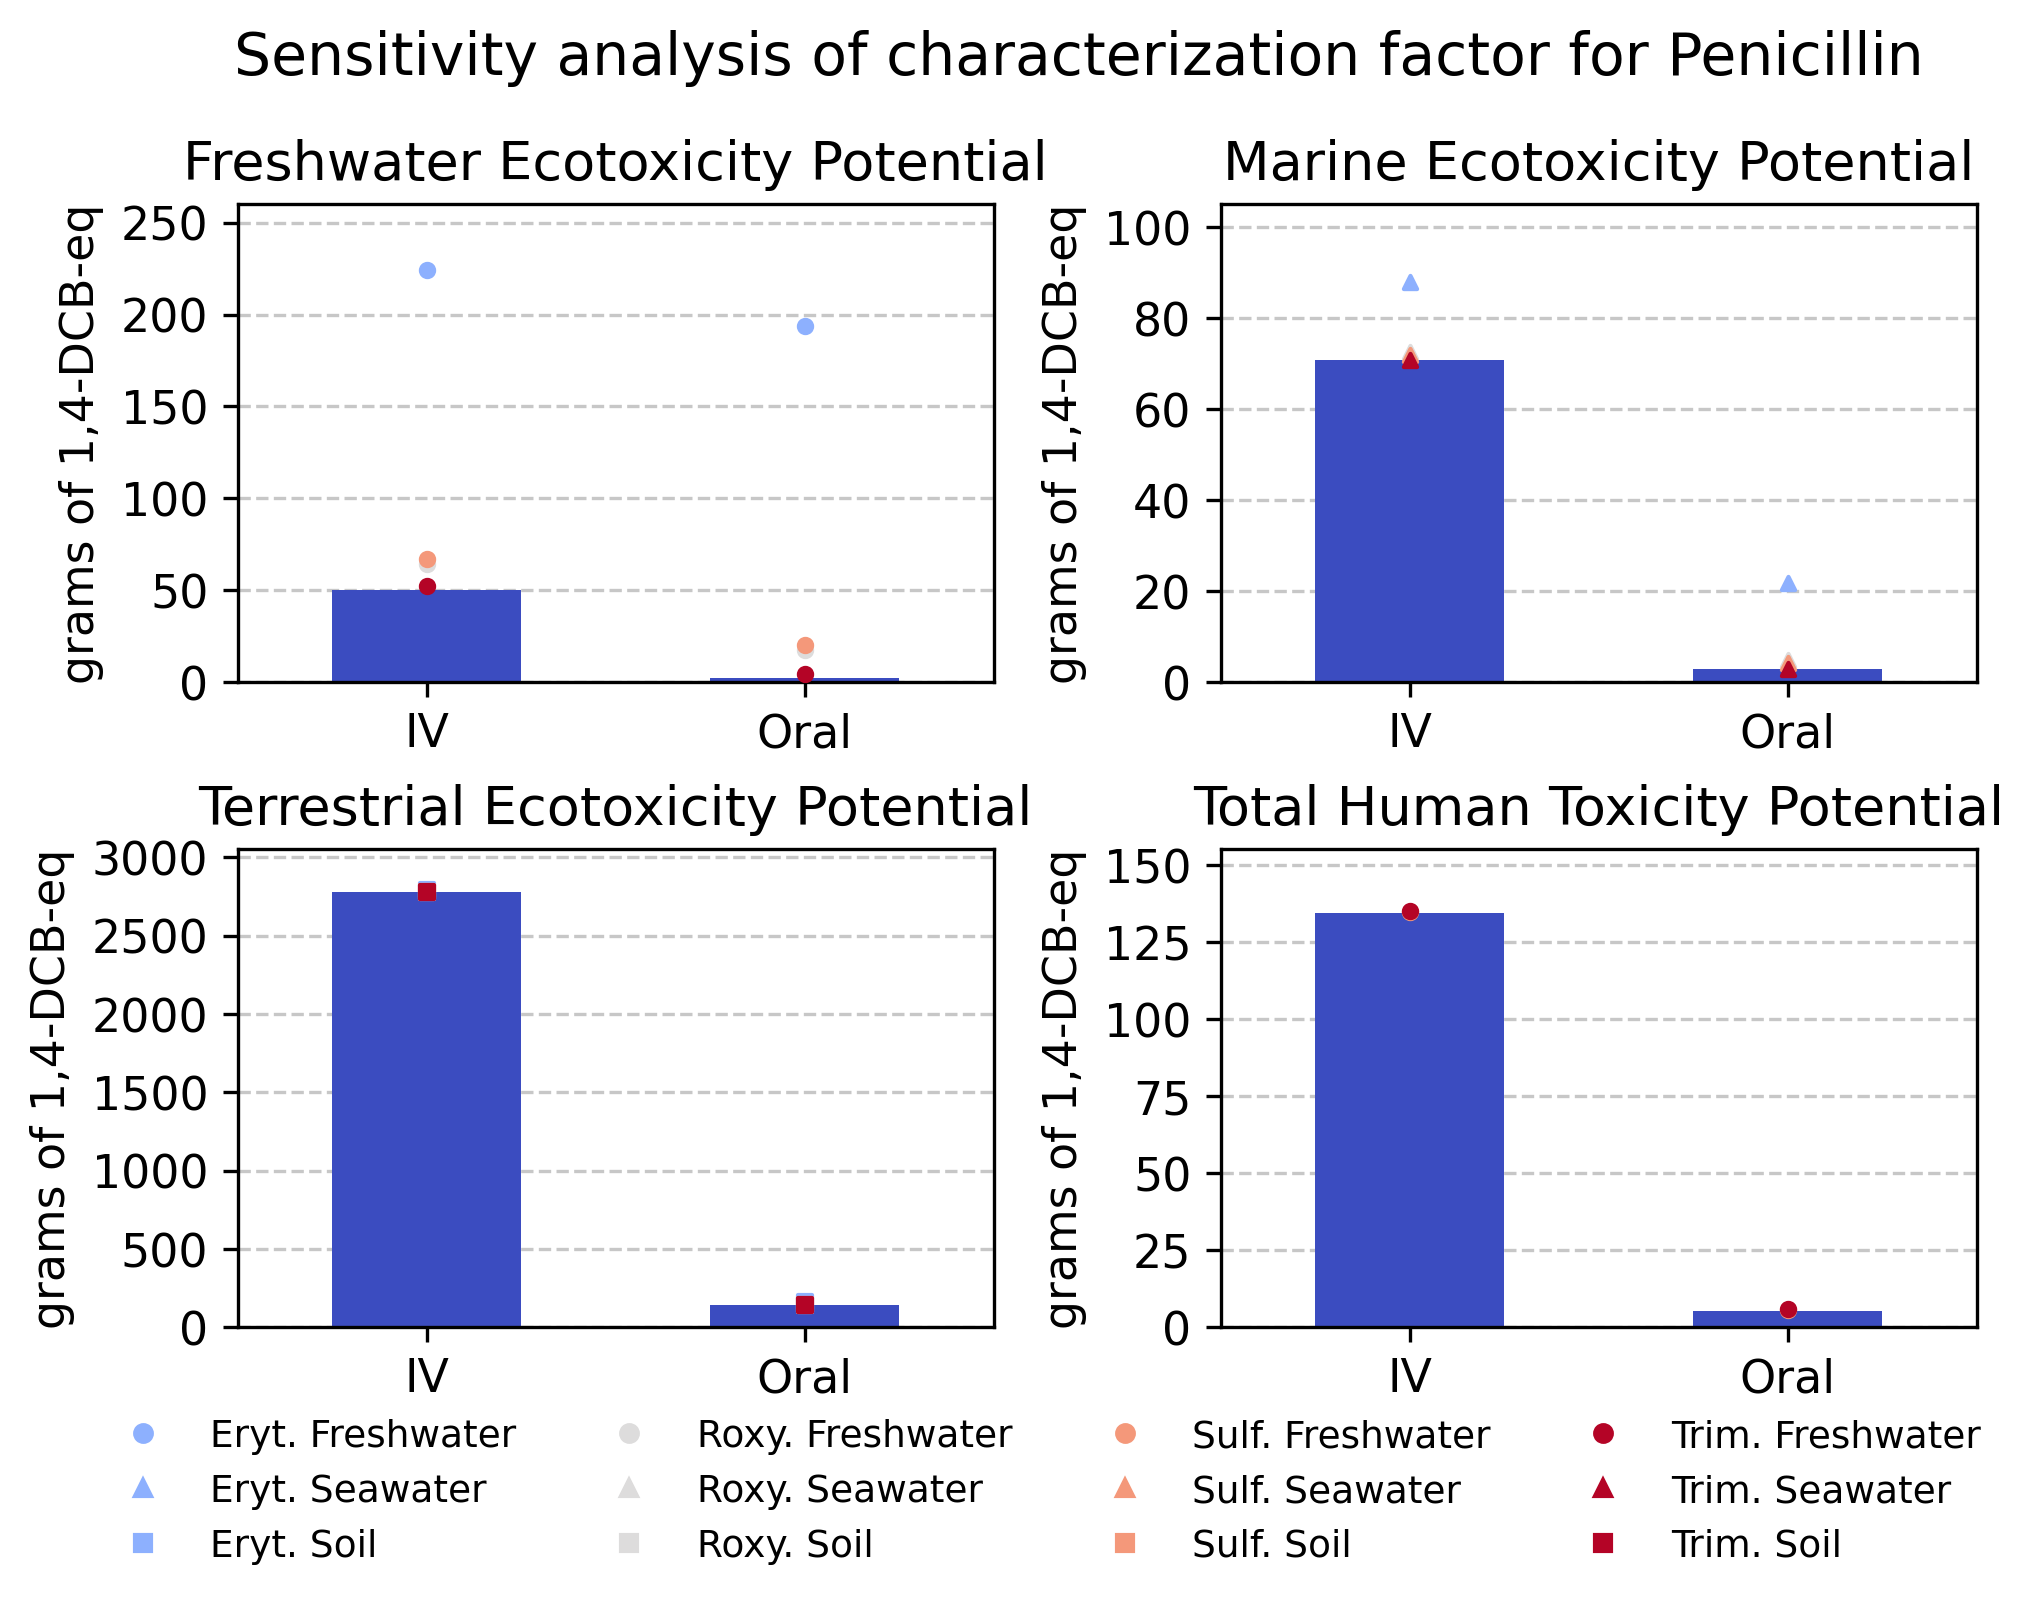 Sensitivity analysis of characterization factor for Penicillin
Freshwater Ecotoxicity Potential
grams of 1,4-DCB-eq
250
200
150
100
50
0
IV
Oral
Marine Ecotoxicity Potential
grams of 1,4-DCB-eq
100
80
60
40
20
0
IV
Oral
Terrestrial Ecotoxicity Potential
grams of 1,4-DCB-eq
3000
2500
2000
1500
1000
500
0
IV
Oral
Total Human Toxicity Potential
grams of 1,4-DCB-eq
150
125
100
75
50
25
0
IV
Oral
Eryt. Freshwater
Eryt. Seawater
Eryt. Soil
Roxy. Freshwater
Roxy. Seawater
Roxy. Soil
Sulf. Freshwater
Sulf. Seawater
Sulf. Soil
Trim. Freshwater
Trim. Seawater
Trim. Soil